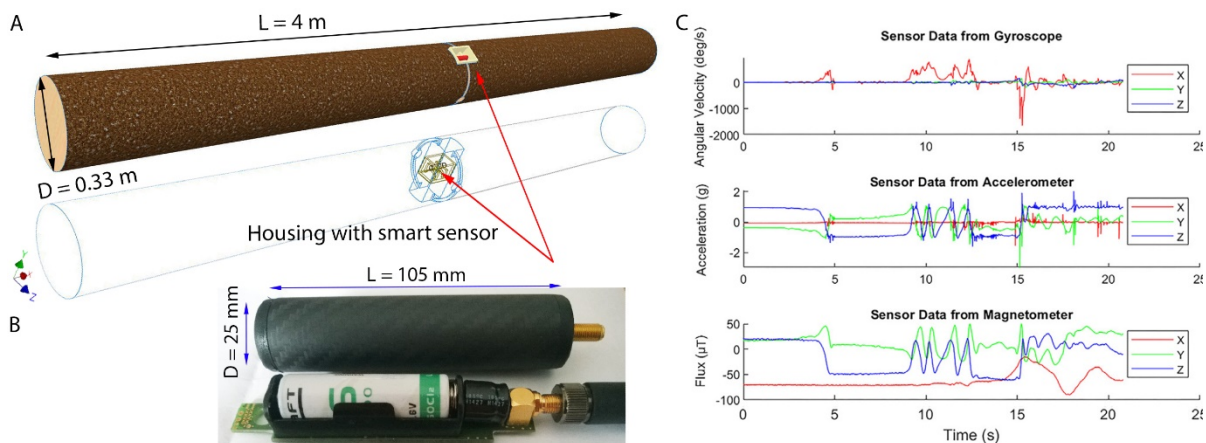 A
L = 4 m
D = 0.33 m
Y
X
Z
Housing with smart sensor
B
L = 105 mm
D = 25 mm
C
Sensor Data from Gyroscope
Angular Velocity (deg/s)
0
-1000
-2000
0 5 10 15 20 25
X
Y
Z
Sensor Data from Accelerometer
Acceleration (g)
2
0
-2
0 5 10 15 20 25
X
Y
Z
Sensor Data from Magnetometer
Flux (µT)
50
0
-50
-100
0 5 10 15 20 25
X
Y
Z
Time (s)